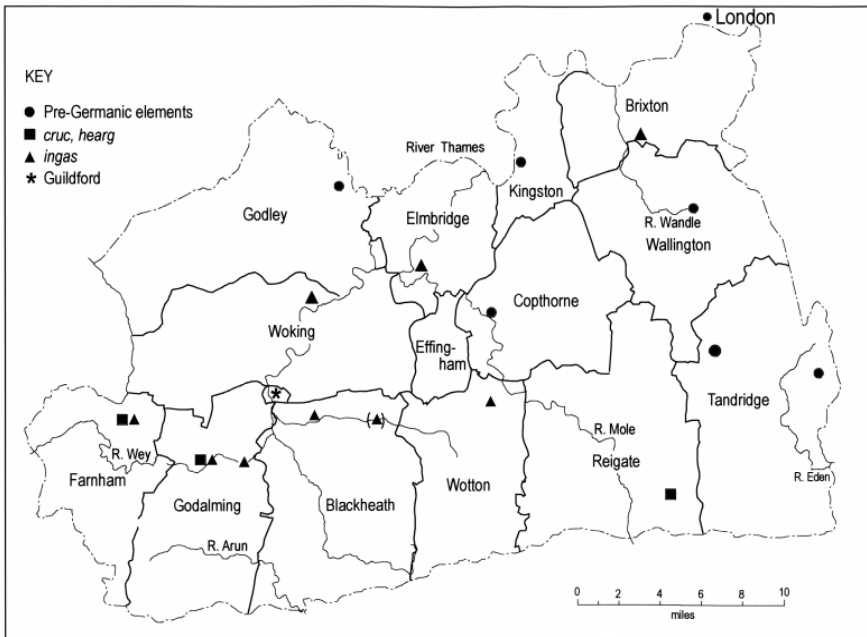 London
KEY
Pre-Germanic elements
cruc, hearg
ingas
Guildford
Brixton
River Thames
Kingston
Godley
Elmbridge
R. Wandle
Wallington
Copthorne
Woking
Effing-
ham
Tandridge
R. Mole
R. Wey
Reigate
Farnham
R. Eden
Godalming
Blackheath
Wotton
R. Arun
0 2 4 6 8 10
miles